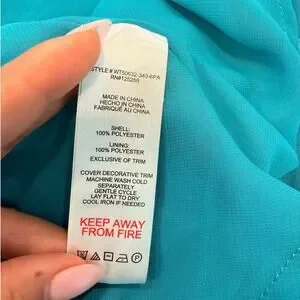 STYLE # WT50632-340-6PA
RN#125288
MADE IN CHINA
HECHO EN CHINA
FABRIQUÉ AU CHINA
SHELL:
100% POLYESTER
LINING:
100% POLYESTER
EXCLUSIVE OF TRIM
COVER DECORATIVE TRIM
MACHINE WASH COLD
SEPARATELY
GENTLE CYCLE
LAY FLAT TO DRY
COOL IRON IF NEEDED
KEEP AWAY
FROM FIRE